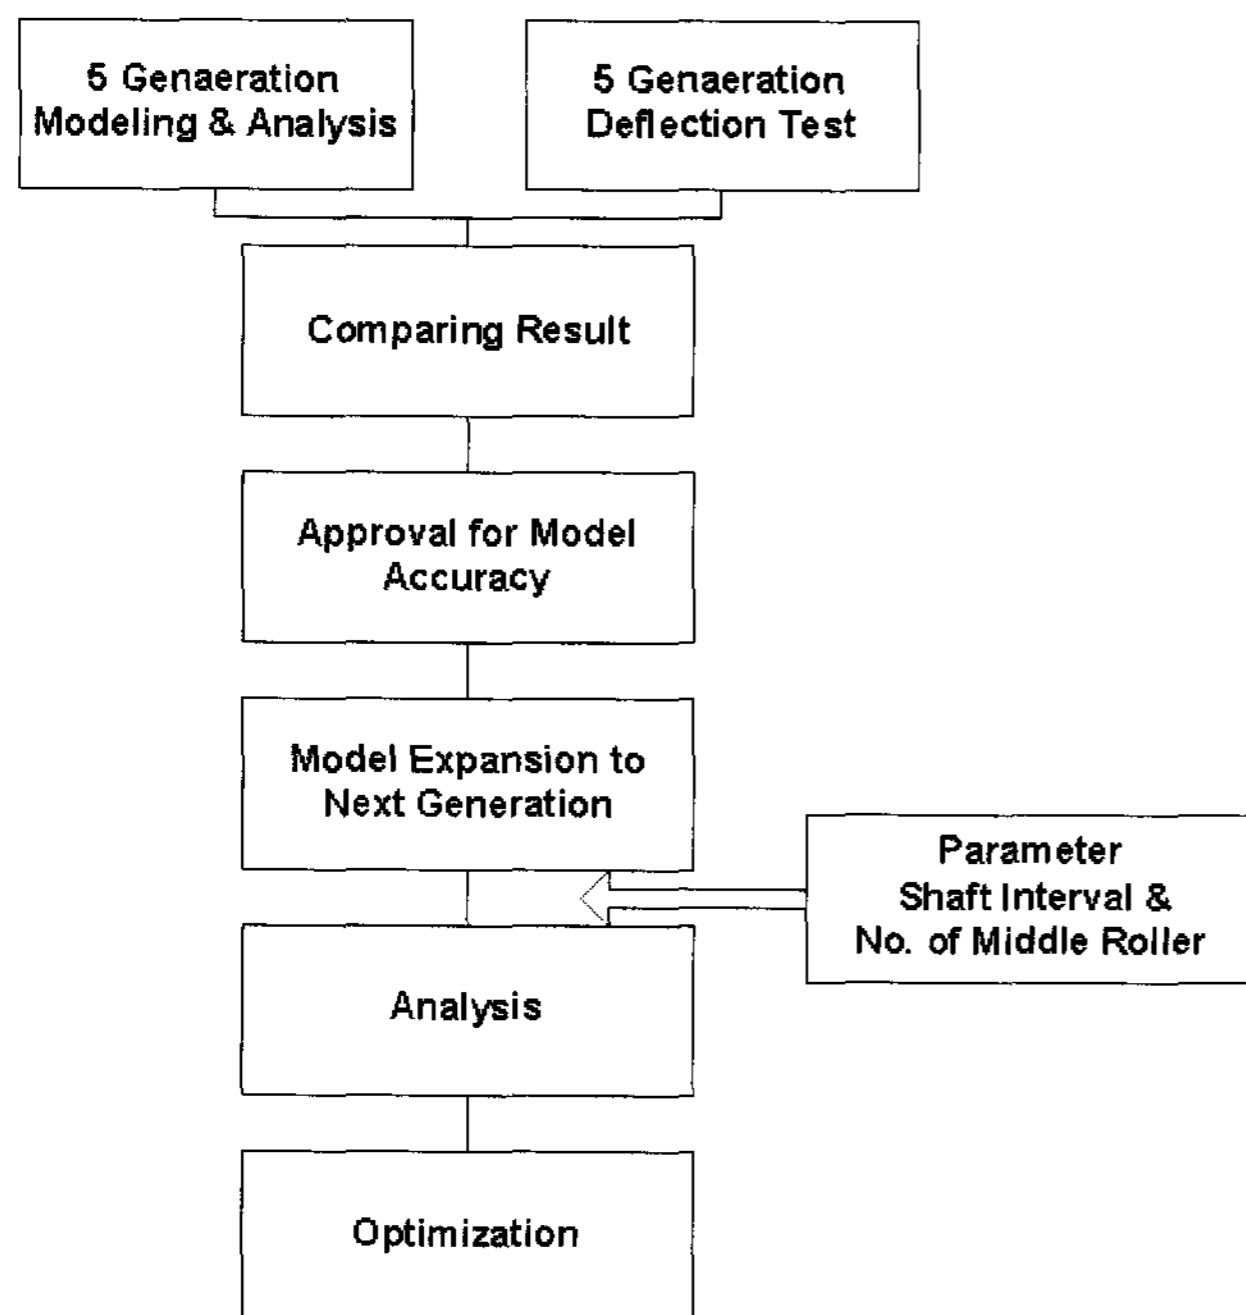 5 Genaeration
Modeling & Analysis
5 Genaeration
Deflection Test
Comparing Result
Approval for Model
Accuracy
Model Expansion to
Next Generation
Parameter
Shaft Interval &
No. of Middle Roller
Analysis
Optimization